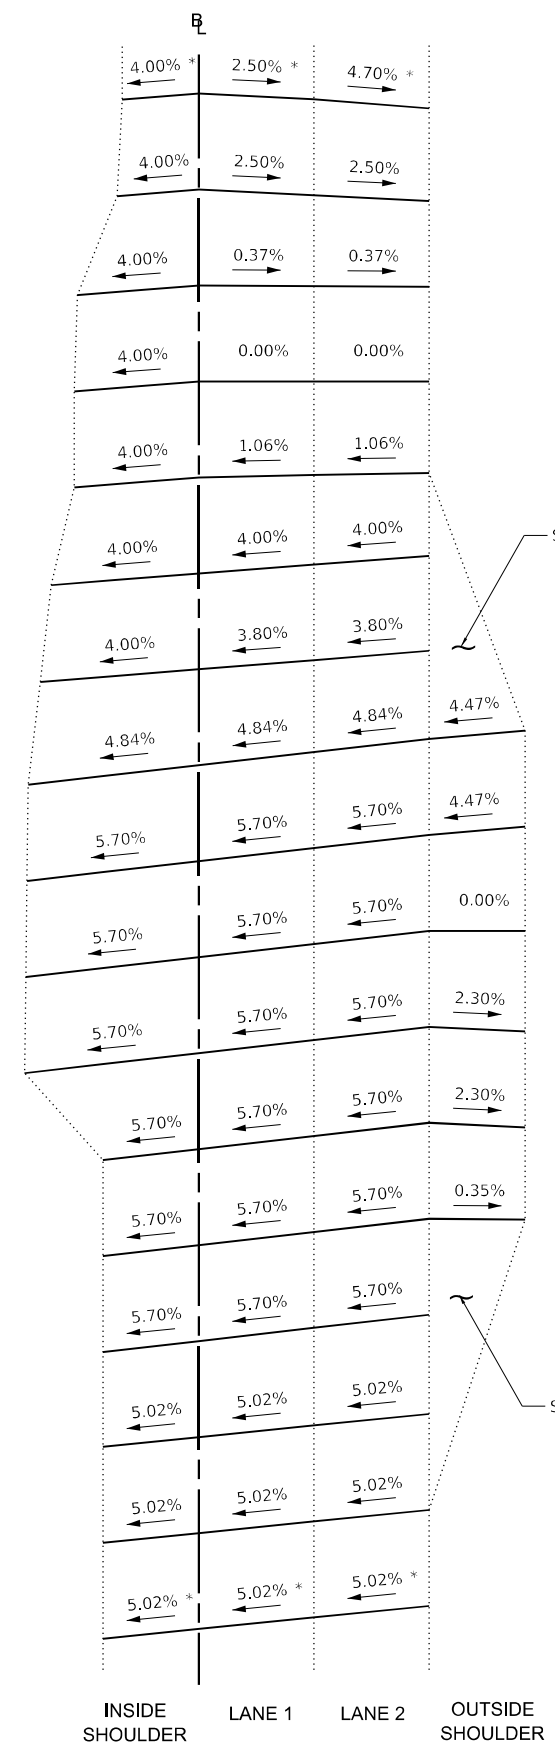 BL
4.00% * 2.50% * 4.70% *
4.00% 2.50% 2.50%
4.00% 0.37% 0.37%
4.00% 0.00% 0.00%
4.00% 1.06% 1.06%
4.00% 4.00% 4.00%
S
4.00% 3.80% 3.80%
4.84% 4.84% 4.84% 4.47%
5.70% 5.70% 5.70% 4.47%
5.70% 5.70% 5.70% 0.00%
5.70% 5.70% 5.70% 2.30%
5.70% 5.70% 5.70% 2.30%
5.70% 5.70% 5.70% 0.35%
5.70% 5.70% 5.70%
5.02% 5.02% 5.02%
S
5.02% 5.02% 5.02%
5.02% * 5.02% * 5.02% *
INSIDE SHOULDER
LANE 1
LANE 2
OUTSIDE SHOULDER